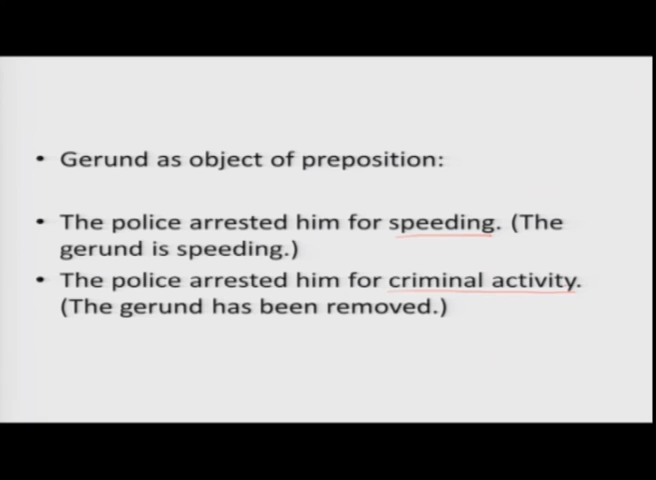 • Gerund as object of preposition:
• The police arrested him for speeding. (The
gerund is speeding.)
• The police arrested him for criminal activity.
(The gerund has been removed.)